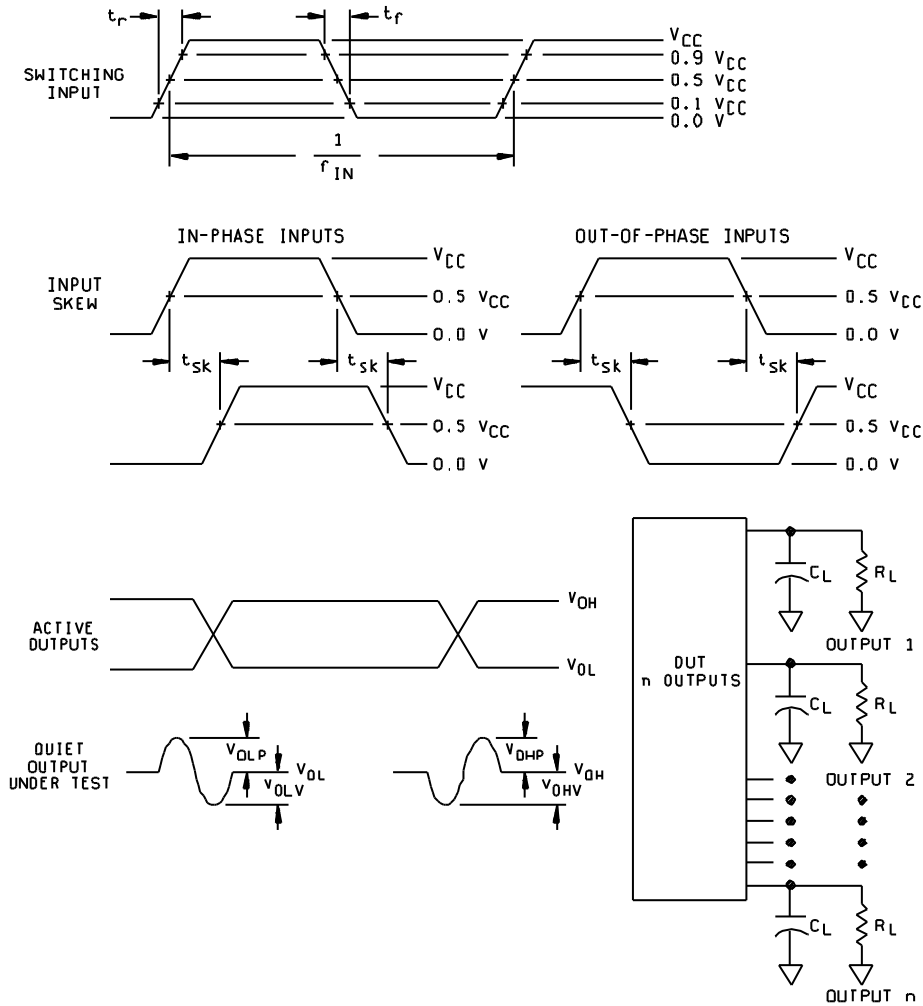 tr
tf
VCC
0.9 VCC
SWITCHING
INPUT
0.5 VCC
0.1 VCC
0.0 V
1
fIN
IN-PHASE INPUTS
OUT-OF-PHASE INPUTS
INPUT
SKEW
VCC
0.5 VCC
0.0 V
VCC
0.5 VCC
0.0 V
tsk
tsk
tsk
tsk
VCC
0.5 VCC
0.0 V
VCC
0.5 VCC
0.0 V
ACTIVE
OUTPUTS
VOH
VOL
DUT
n OUTPUTS
CL
RL
OUTPUT 1
CL
RL
OUTPUT 2
QUIET
OUTPUT
UNDER TEST
VOLP
VOL
VOLV
VOHP
VOH
VOHV
CL
RL
OUTPUT n